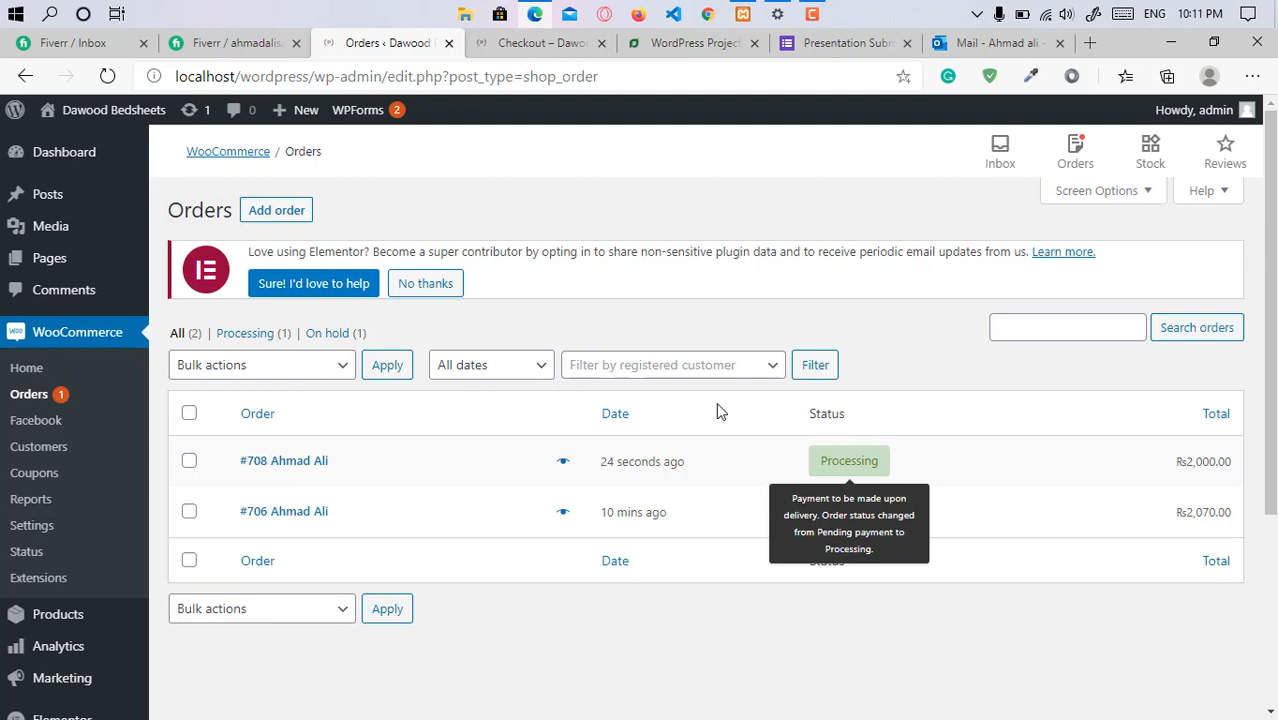 ENG 10:11 PM
Fiverr / Inbox
Fiverr / ahmadalisa
Orders ‹ Dawood
Checkout – Dawo
WordPress Project
Presentation Subm
Mail - Ahmad ali -
localhost/wordpress/wp-admin/edit.php?post_type=shop_order
Dawood Bedsheets 1 0 New WPForms 2
Howdy, admin
Dashboard
Posts
Media
Pages
Comments
WooCommerce
Home
Orders 1
Facebook
Customers
Coupons
Reports
Settings
Status
Extensions
Products
Analytics
Marketing
Elementor
WooCommerce / Orders
Inbox
Orders
Stock
Reviews
Screen Options
Help
Orders
Add order
Love using Elementor? Become a super contributor by opting in to share non-sensitive plugin data and to receive periodic email updates from us. Learn more.
Sure! I'd love to help
No thanks
All (2) | Processing (1) | On hold (1)
Search orders
Bulk actions
Apply
All dates
Filter by registered customer
Filter
Order Date Status Total
#708 Ahmad Ali 24 seconds ago Processing ₨2,000.00
#706 Ahmad Ali 10 mins ago ₨2,070.00
Payment to be made upon
delivery. Order status changed
from Pending payment to
Processing.
Order Date Status Total
Bulk actions
Apply